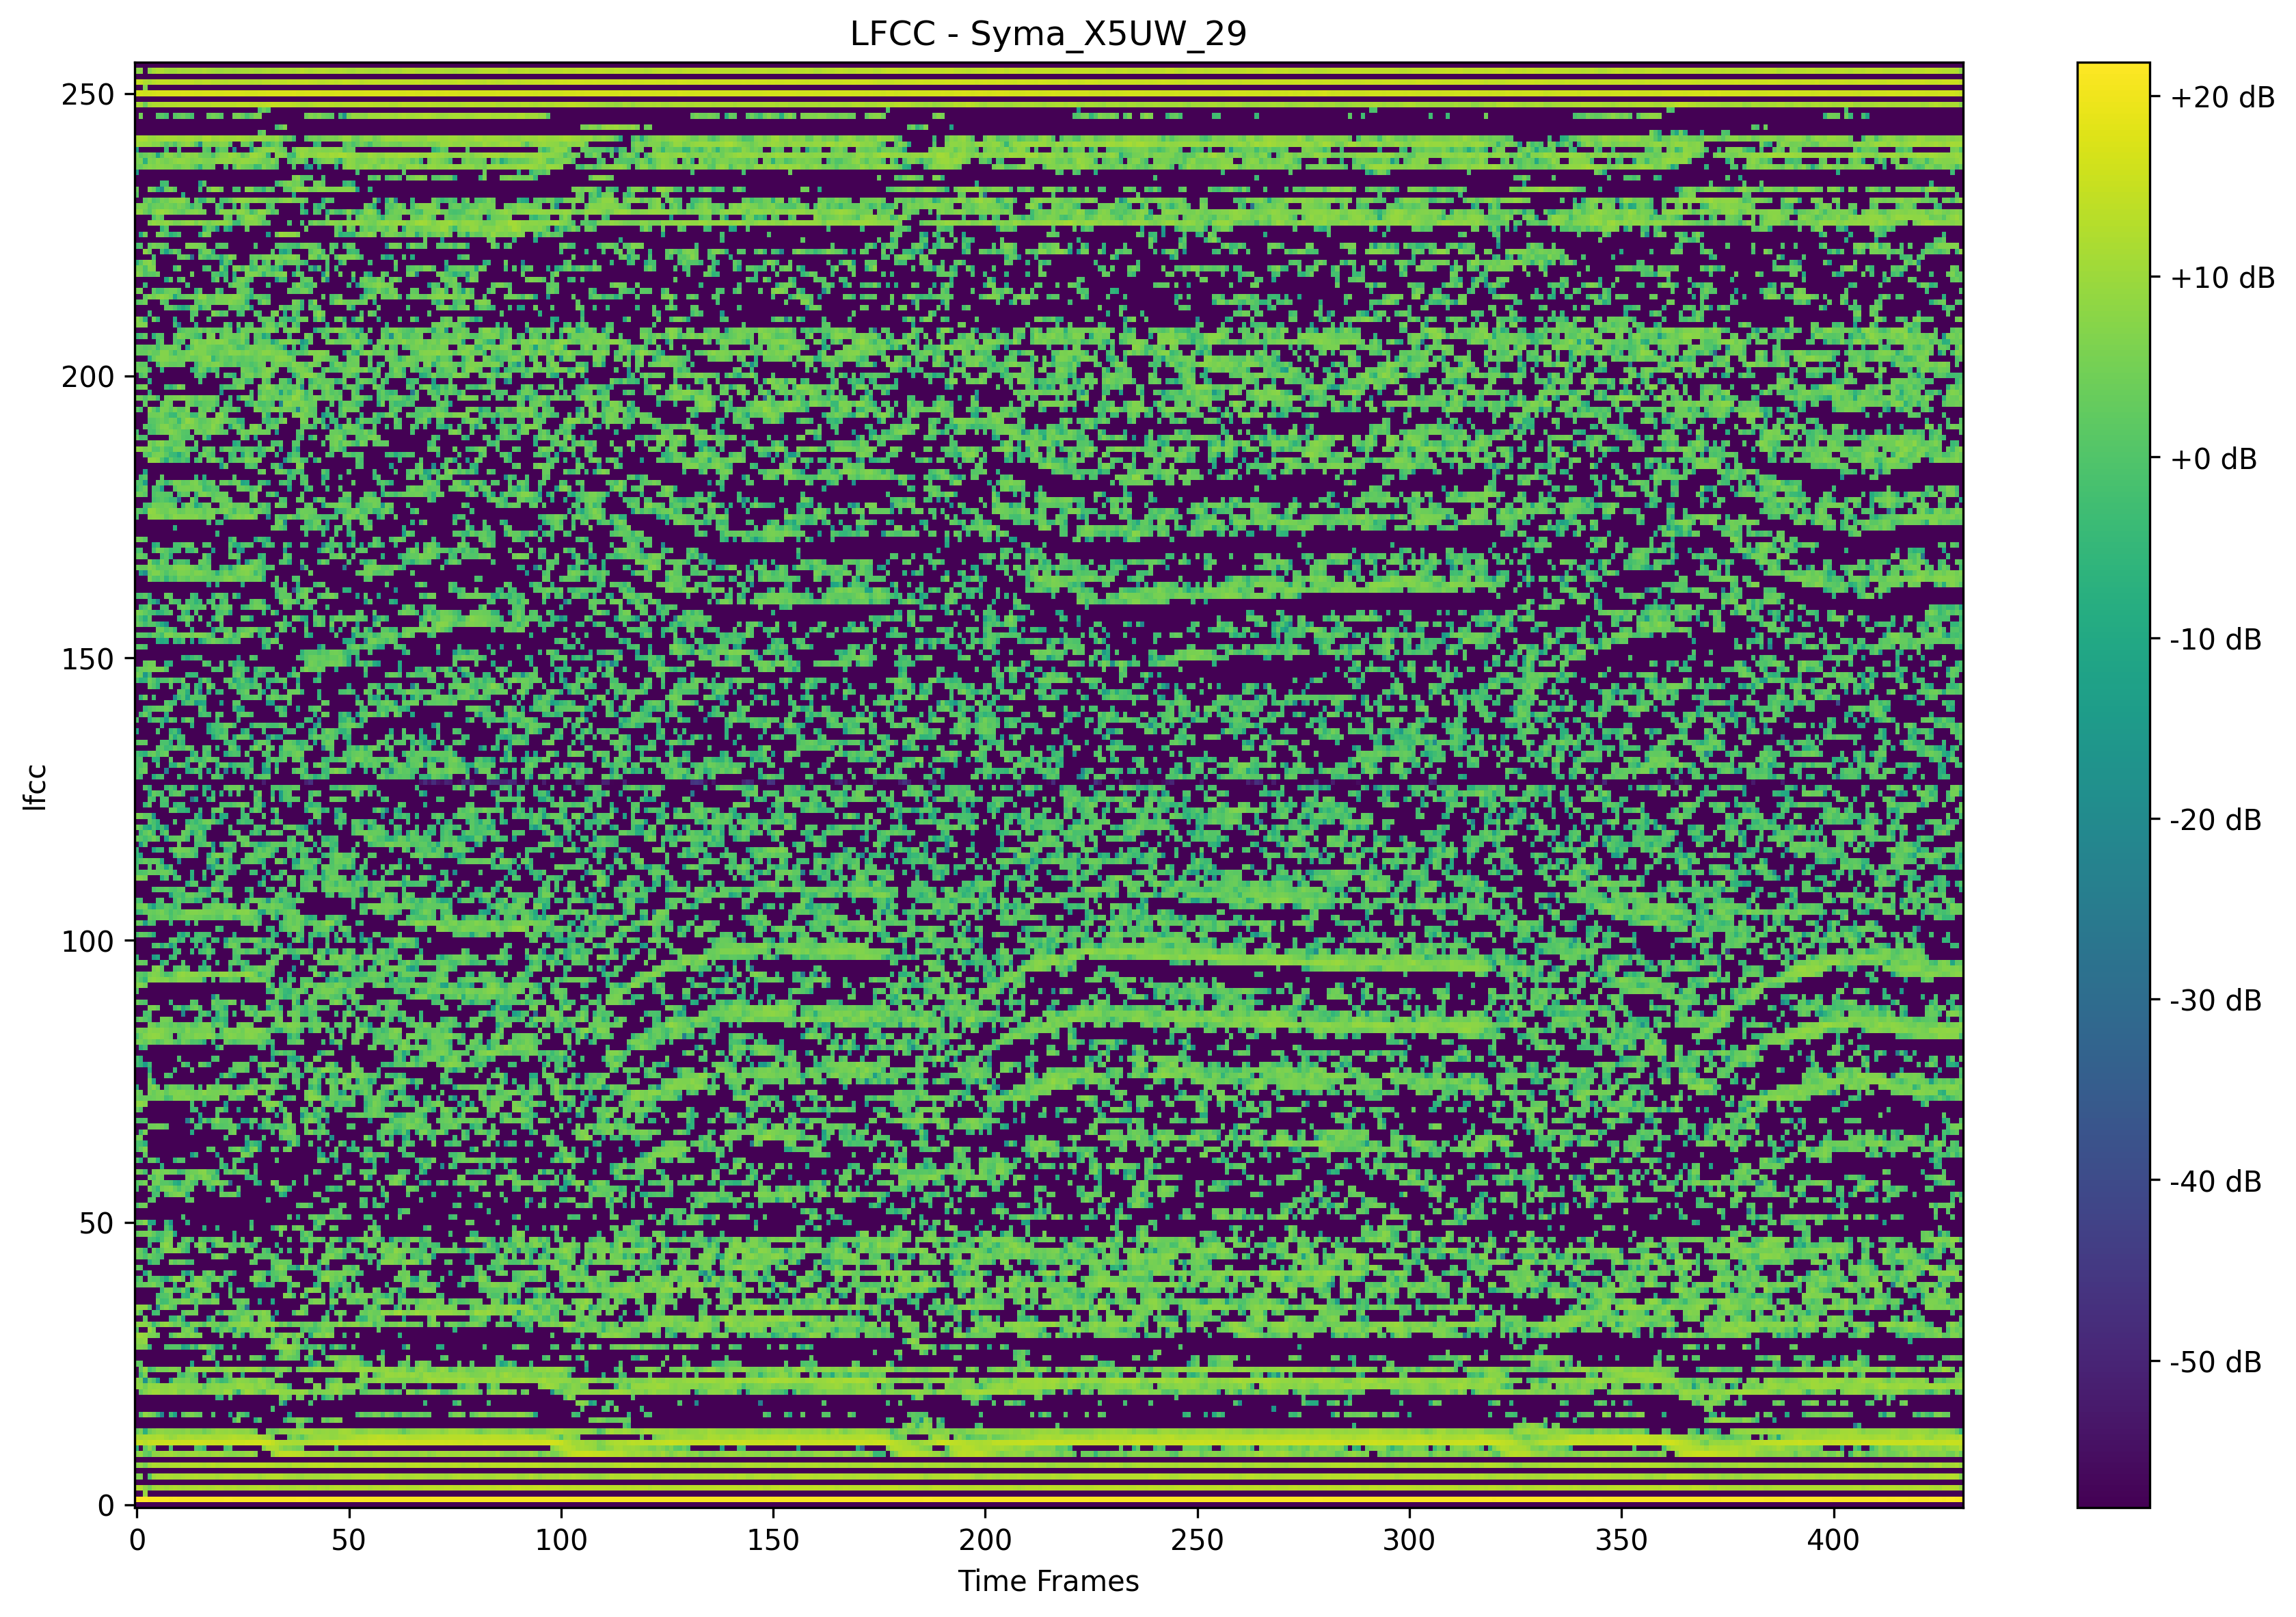 LFCC - Syma_X5UW_29
250
200
150
100
50
0
lfcc
0 50 100 150 200 250 300 350 400
Time Frames
+20 dB
+10 dB
+0 dB
-10 dB
-20 dB
-30 dB
-40 dB
-50 dB